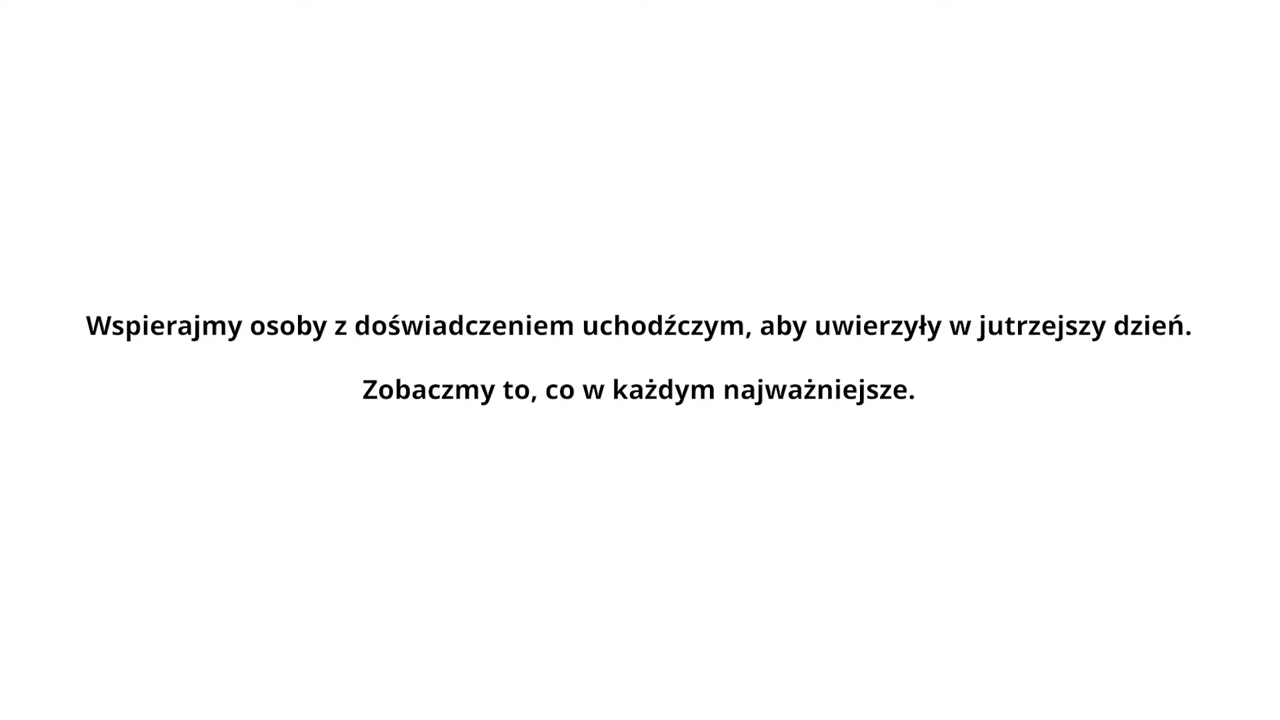 Wspierajmy osoby z doświadczeniem uchodźczym, aby uwierzyły w jutrzejszy dzień.
Zobaczmy to, co w każdym najważniejsze.